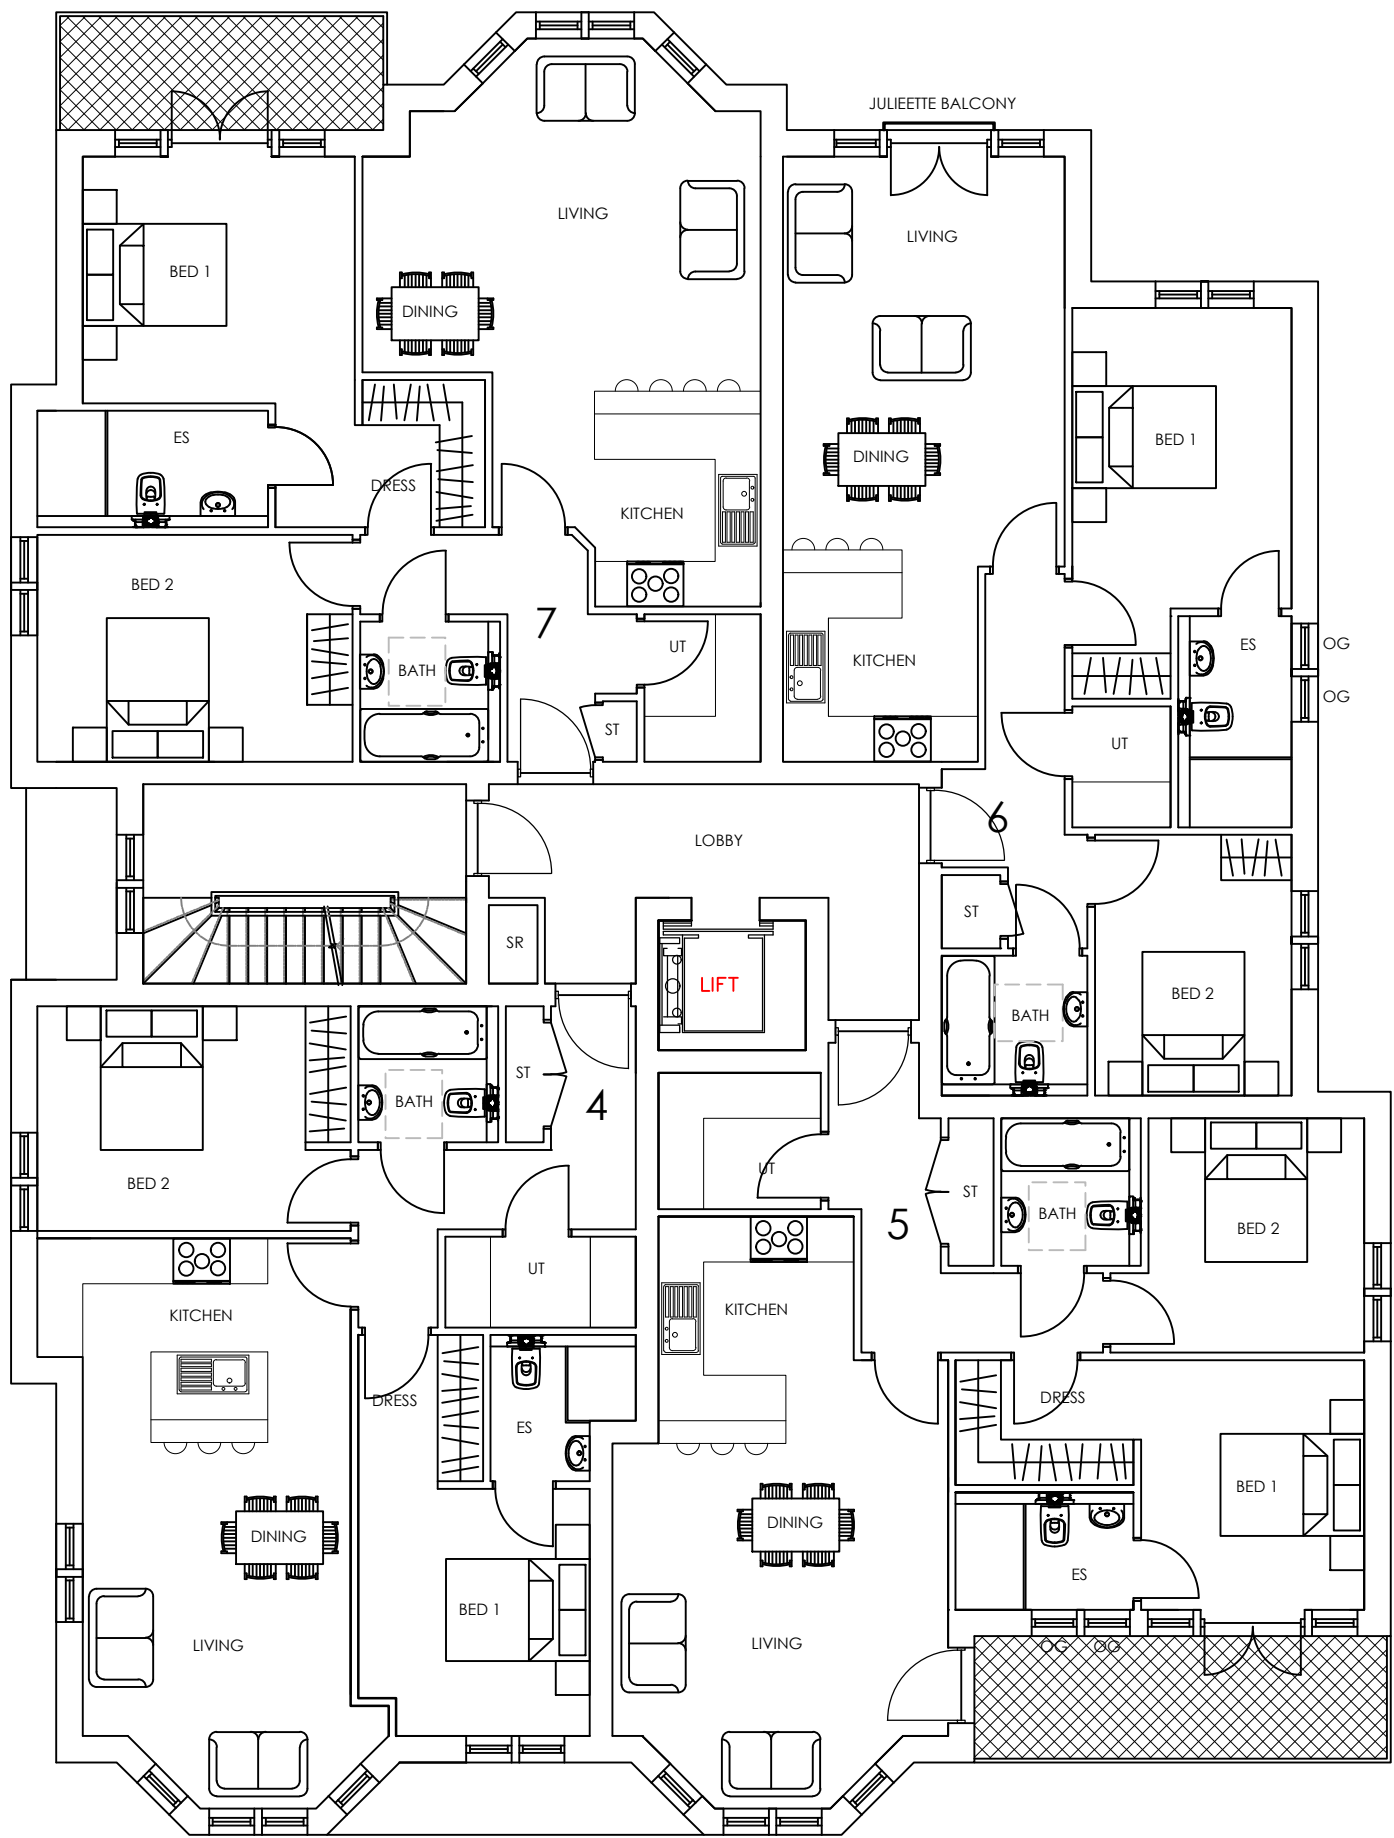 JULIEETTE BALCONY
LIVING
LIVING
BED 1
DINING
BED 1
ES
DINING
DRESS
KITCHEN
BED 2
7
UT
ES
OG
BATH
KITCHEN
OG
ST
UT
LOBBY
6
ST
SR
LIFT
BED 2
BATH
ST
BATH
4
UT
BED 2
ST
5
BATH
BED 2
UT
KITCHEN
KITCHEN
DRESS
DRESS
ES
BED 1
DINING
DINING
ES
BED 1
LIVING
LIVING
OG
OG